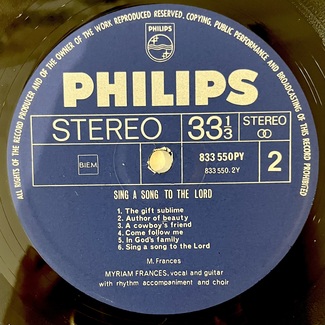 ALL RIGHTS OF THE RECORD PRODUCER AND OF THE OWNER OF THE WORK REPRODUCED RESERVED. COPYING, PUBLIC PERFORMANCE AND BROADCASTING OF THIS RECORD PROHIBITED
PHILIPS
PHILIPS
STEREO 33 1/3 STEREO
BIEM 833 550 PY 2
833 550.2Y
SING A SONG TO THE LORD
1. The gift sublime
2. Author of beauty
3. A cowboy's friend
4. Come follow me
5. In God's family
6. Sing a song to the Lord
M. Frances
MYRIAM FRANCES, vocal and guitar
with rhythm accompaniment and choir